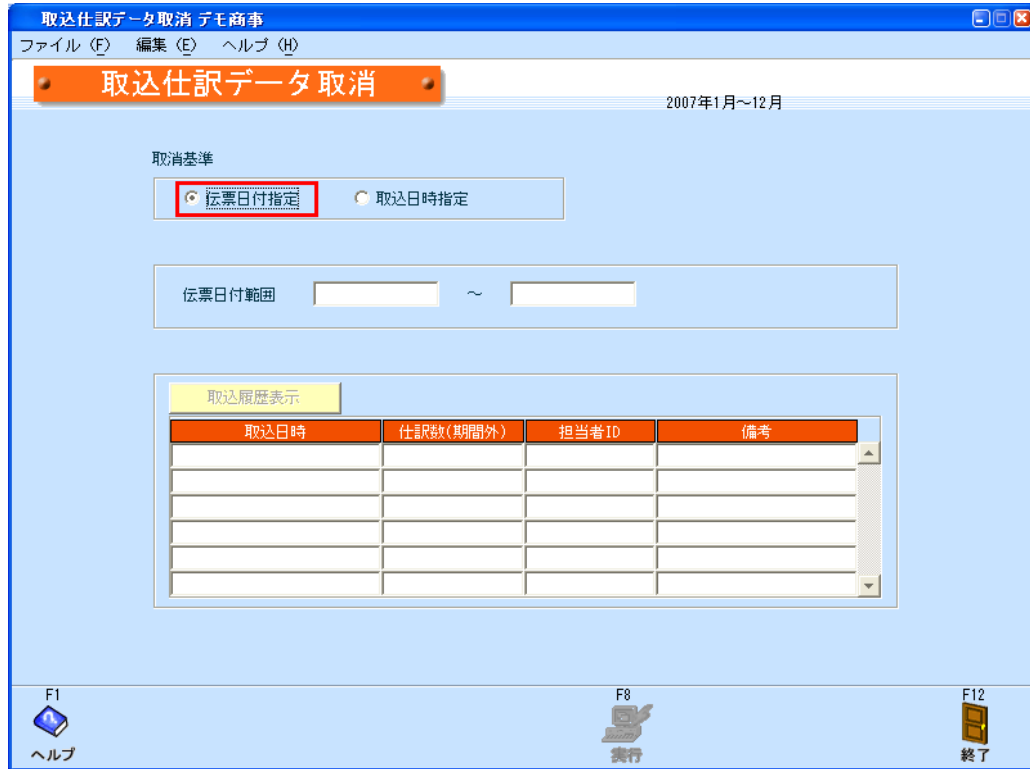 取込仕訳データ取消 デモ商事
ファイル (F) 編集 (E) ヘルプ (H)
取込仕訳データ取消
2007年1月～12月
取消基準
伝票日付指定 取込日時指定
伝票日付範囲 ～
取込履歴表示
取込日時 仕訳数(期間外) 担当者ID 備考
F1 F8 F12
ヘルプ 実行 終了